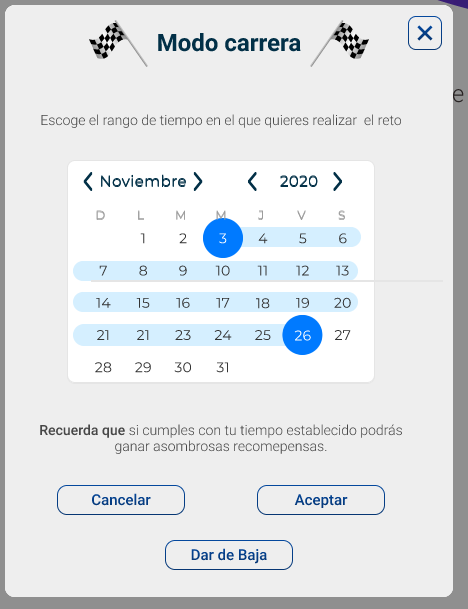 Modo carrera
e
Escoge el rango de tiempo en el que quieres realizar el reto
Noviembre 2020
D L M M J V S
1 2 3 4 5 6
7 8 9 10 11 12 13
14 15 16 17 18 19 20
21 21 23 24 25 26 27
28 29 30 31
Recuerda que si cumples con tu tiempo establecido podrás
ganar asombrosas recomepensas.
Cancelar Aceptar
Dar de Baja